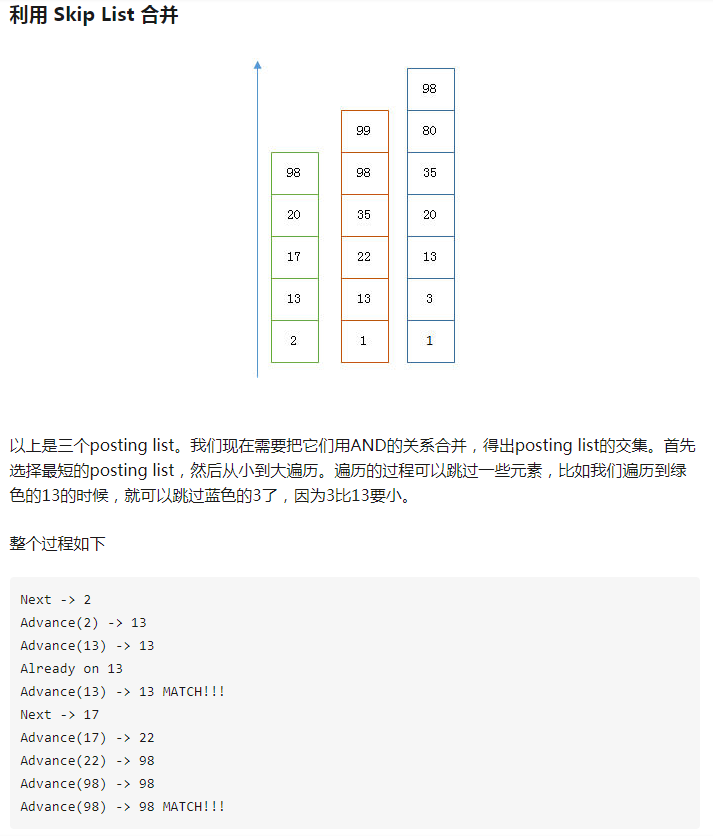 利用 Skip List 合并
98
99
80
98
98
35
20
35
20
17
22
13
13
13
3
2
1
1
以上是三个posting list。我们现在需要把它们用AND的关系合并，得出posting list的交集。首先
选择最短的posting list，然后从小到大遍历。遍历的过程可以跳过一些元素，比如我们遍历到绿
色的13的时候，就可以跳过蓝色的3了，因为3比13要小。
整个过程如下
Next -> 2
Advance(2) -> 13
Advance(13) -> 13
Already on 13
Advance(13) -> 13 MATCH!!!
Next -> 17
Advance(17) -> 22
Advance(22) -> 98
Advance(98) -> 98
Advance(98) -> 98 MATCH!!!